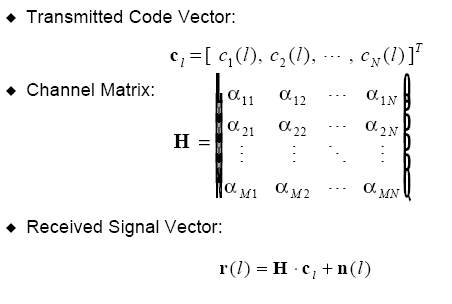 ◆ Transmitted Code Vector:
c_l = [ c_1(l), c_2(l), ⋯ , c_N(l) ]^T
◆ Channel Matrix:
α_11 α_12 ⋯ α_1N
α_21 α_22 ⋯ α_2N
H =
⋮ ⋮ ⋱ ⋮
α_M1 α_M2 ⋯ α_MN
◆ Received Signal Vector:
r(l) = H · c_l + n(l)